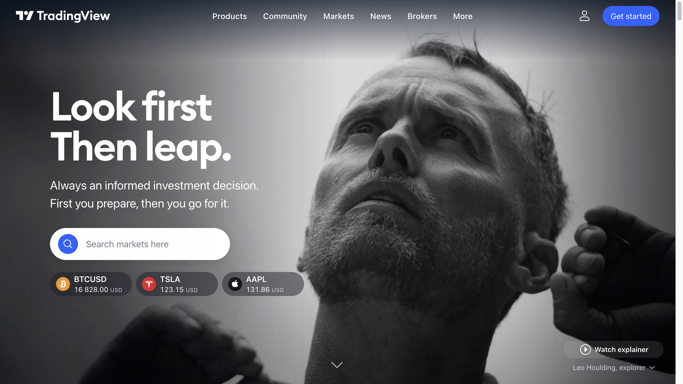 TradingView
Products
Community
Markets
News
Brokers
More
Get started
Look first
Then leap.
Always an informed investment decision.
First you prepare, then you go for it.
Search markets here
BTCUSD
16 828.00 USD
TSLA
123.15 USD
AAPL
131.86 USD
Watch explainer
Leo Houlding, explorer